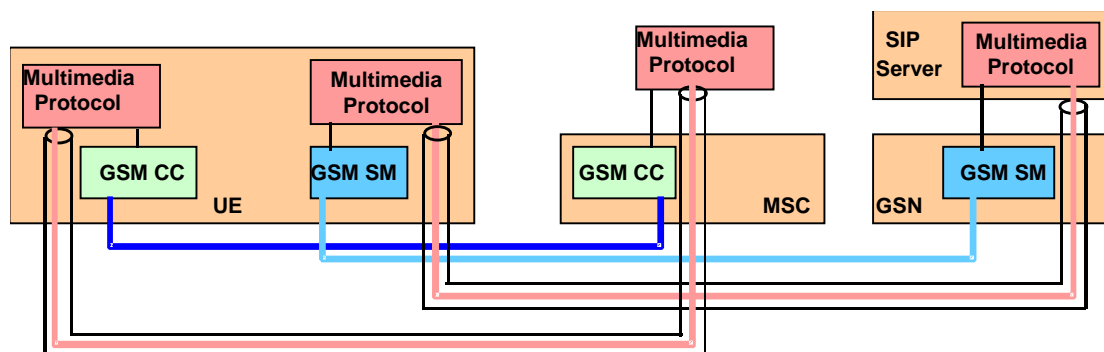 Multimedia
Protocol
Multimedia
Protocol
GSM CC
GSM SM
UE
Multimedia
Protocol
GSM CC
MSC
SIP
Server
Multimedia
Protocol
GSM SM
GSN